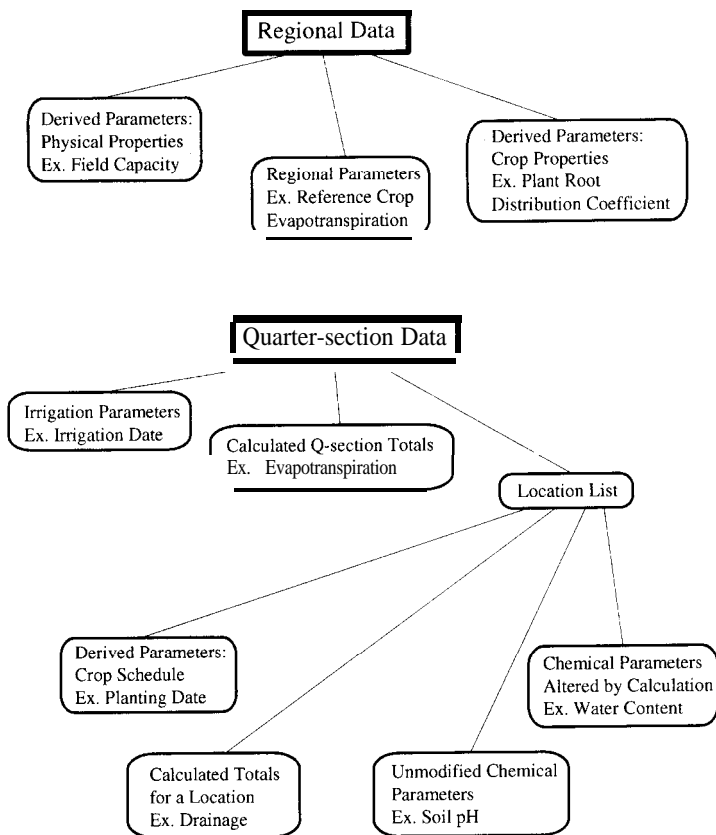 Regional Data
Derived Parameters:
Physical Properties
Ex. Field Capacity
Regional Parameters
Ex. Reference Crop
Evapotranspiration
Derived Parameters:
Crop Properties
Ex. Plant Root
Distribution Coefficient
Quarter-section Data
Irrigation Parameters
Ex. Irrigation Date
Calculated Q-section Totals
Ex. Evapotranspiration
Location List
Derived Parameters:
Crop Schedule
Ex. Planting Date
Chemical Parameters
Altered by Calculation
Ex. Water Content
Calculated Totals
for a Location
Ex. Drainage
Unmodified Chemical
Parameters
Ex. Soil pH